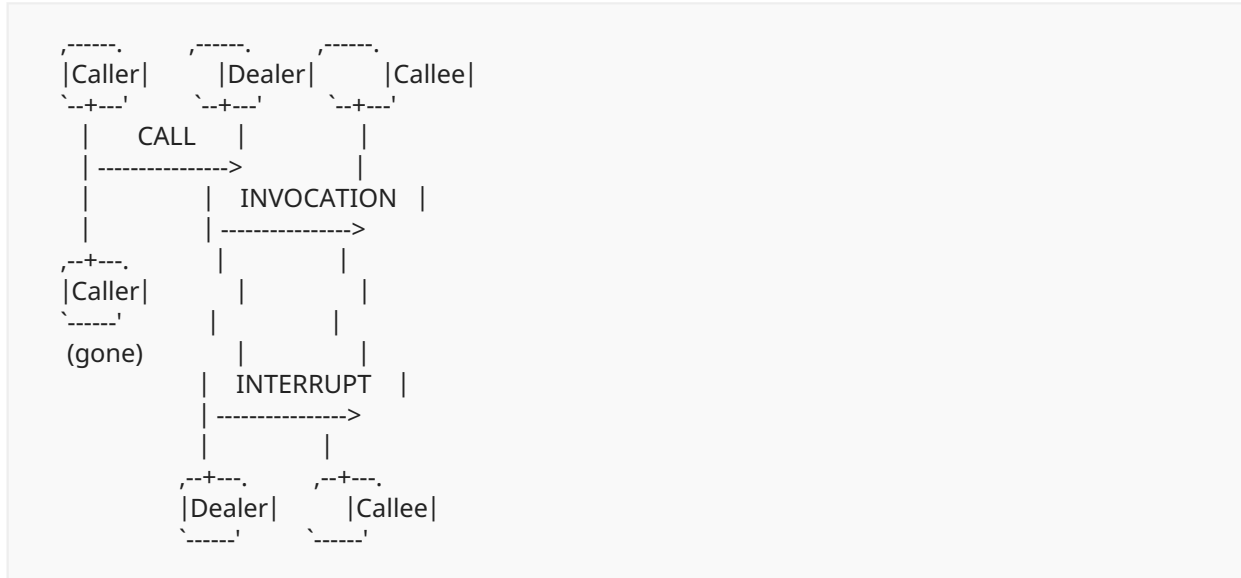 ,------.          ,------.          ,------.
|Caller|          |Dealer|          |Callee|
`--+---'          `--+---'          `--+---'
|       CALL      |                 |
| ---------------->                 |
|                 |    INVOCATION   |
|                 | ---------------->
,--+---.             |                 |
|Caller|             |                 |
`------'             |                 |
(gone)              |                 |
|    INTERRUPT    |
| ---------------->
|                 |
,--+---.          ,--+---.
|Dealer|          |Callee|
`------'          `------'